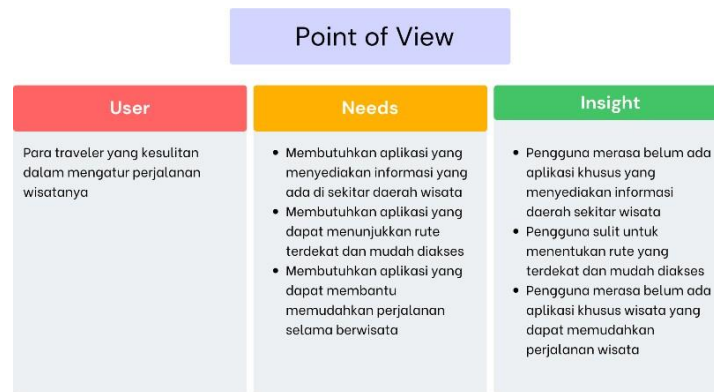 Point of View
User
Para traveler yang kesulitan
dalam mengatur perjalanan
wisatanya
Needs
• Membutuhkan aplikasi yang
menyediakan informasi yang
ada di sekitar daerah wisata
• Membutuhkan aplikasi yang
dapat menunjukkan rute
terdekat dan mudah diakses
• Membutuhkan aplikasi yang
dapat membantu
memudahkan perjalanan
selama berwisata
Insight
• Pengguna merasa belum ada
aplikasi khusus yang
menyediakan informasi
daerah sekitar wisata
• Pengguna sulit untuk
menentukan rute yang
terdekat dan mudah diakses
• Pengguna merasa belum ada
aplikasi khusus wisata yang
dapat memudahkan
perjalanan wisata